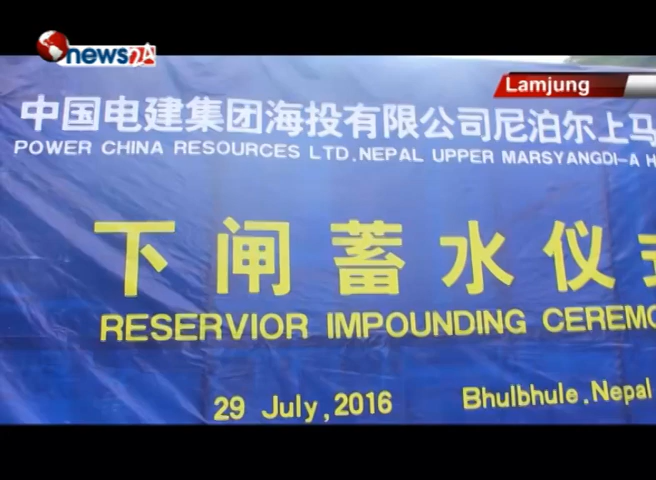 news24
Lamjung
中国电建集团海投有限公司尼泊尔上马
POWER CHINA RESOURCES LTD.NEPAL UPPER MARSYANGDI-A H
下闸蓄水仪式
RESERVIOR IMPOUNDING CEREMO
29 July,2016 Bhulbhule.Nepal